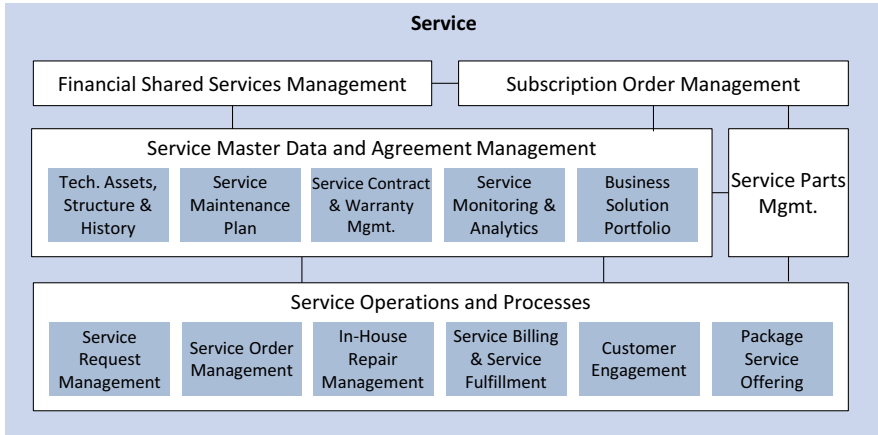 Service
Financial Shared Services Management
Subscription Order Management
Service Master Data and Agreement Management
Tech. Assets,
Structure &
History
Service
Maintenance
Plan
Service Contract
& Warranty
Mgmt.
Service
Monitoring &
Analytics
Business
Solution
Portfolio
Service Parts
Mgmt.
Service Operations and Processes
Service
Request
Management
Service Order
Management
In-House
Repair
Management
Service Billing
& Service
Fulfillment
Customer
Engagement
Package
Service
Offering